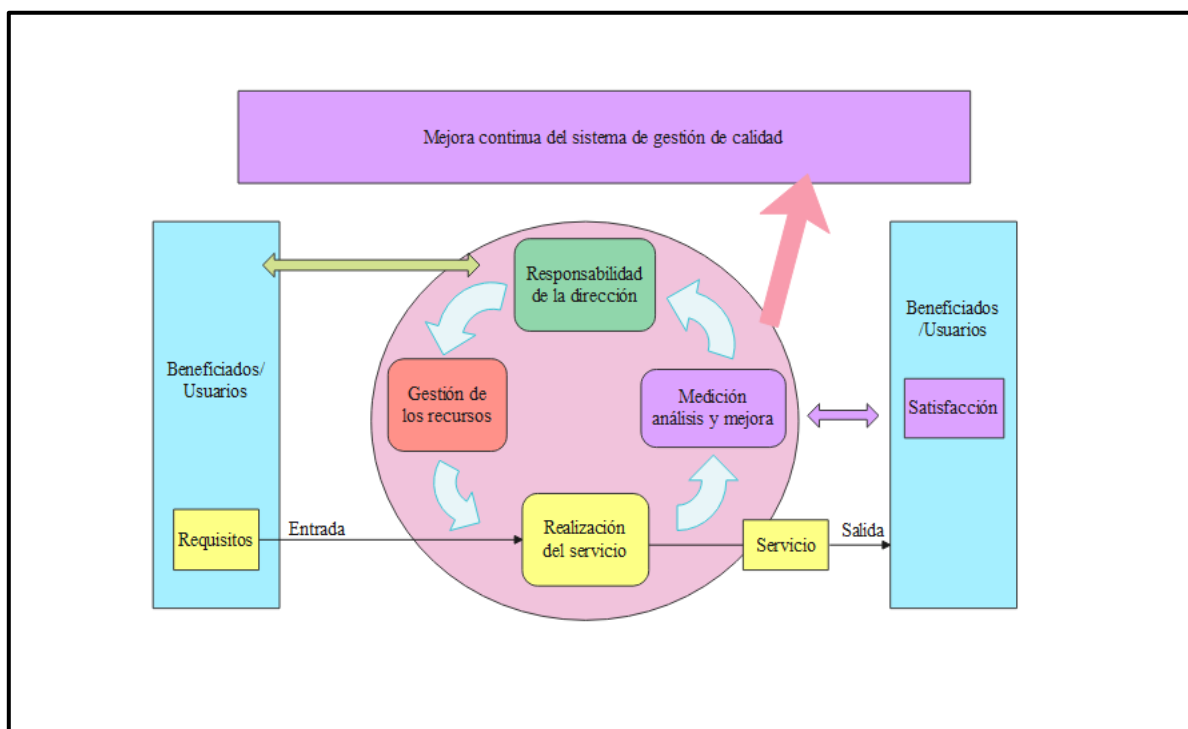 Mejora continua del sistema de gestión de calidad
Responsabilidad
de la dirección
Beneficiados
/Usuarios
Beneficiados/
Usuarios
Gestión de
los recursos
Medición
análisis y mejora
Satisfacción
Requisitos
Entrada
Realización
del servicio
Servicio
Salida